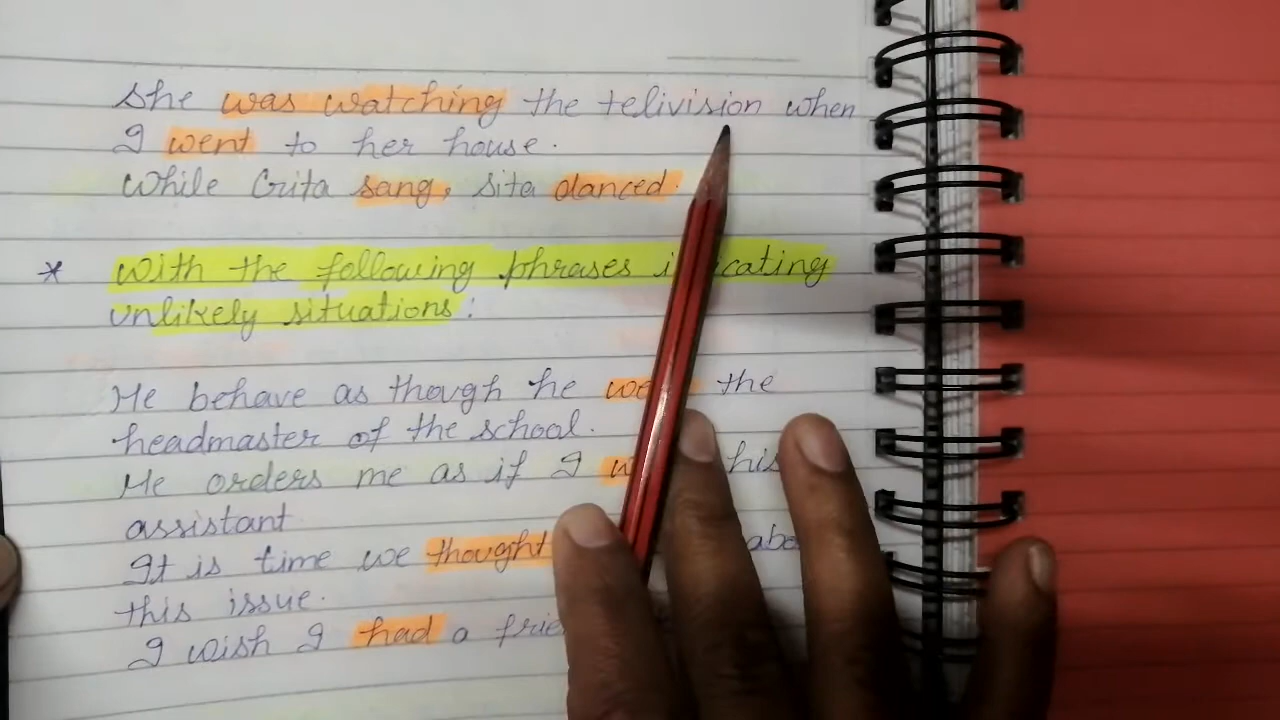 She was watching the telivision when
I went to her house.
While Grita sang, Sita danced.
* With the following phrases
unlikely situations:
He behave as though he the
headmaster of the school.
He orders me as if I his
assistant
It is time we thought
this issue.
I wish I had a